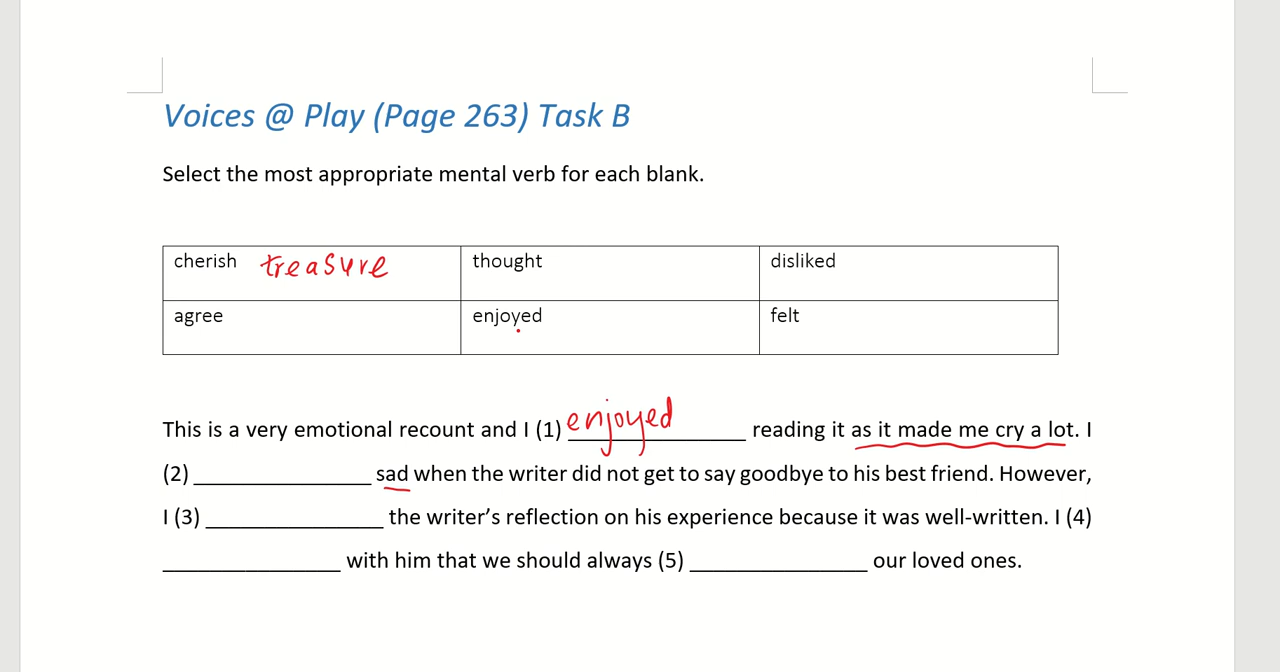 Voices @ Play (Page 263) Task B
Select the most appropriate mental verb for each blank.
cherish treasure thought disliked
agree enjoyed felt
This is a very emotional recount and I (1) enjoyed reading it as it made me cry a lot. I
(2) ________________ sad when the writer did not get to say goodbye to his best friend. However,
I (3) ________________ the writer’s reflection on his experience because it was well-written. I (4)
________________ with him that we should always (5) ________________ our loved ones.